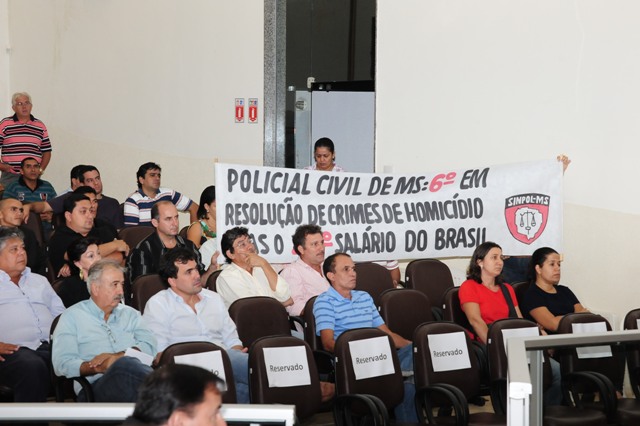 POLICIAL CIVIL DE MS: 6º EM
RESOLUÇÃO DE CRIMES DE HOMICÍDIO
SALÁRIO DO BRASIL
SINPOL-MS
Reservado
Reservado
Reservado